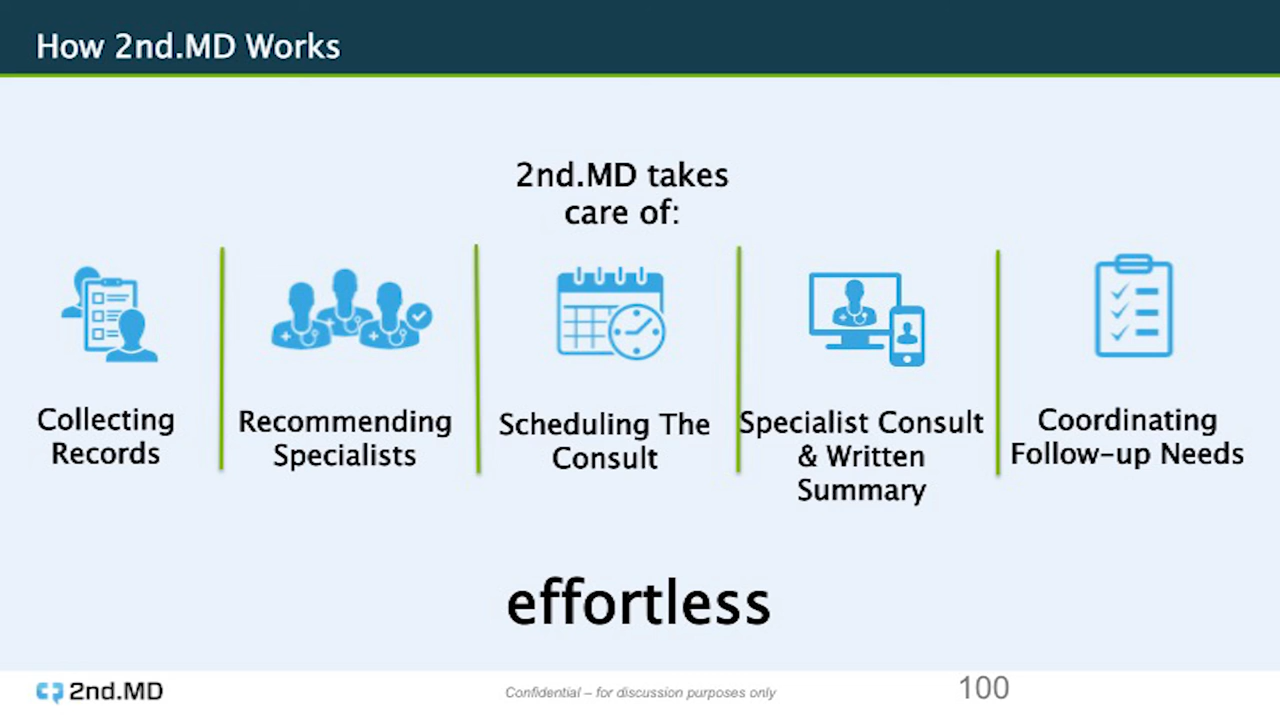 How 2nd.MD Works
2nd.MD takes
care of:
Collecting
Records
Recommending
Specialists
Scheduling The
Consult
Specialist Consult
& Written
Summary
Coordinating
Follow-up Needs
effortless
2nd.MD
Confidential – for discussion purposes only
100